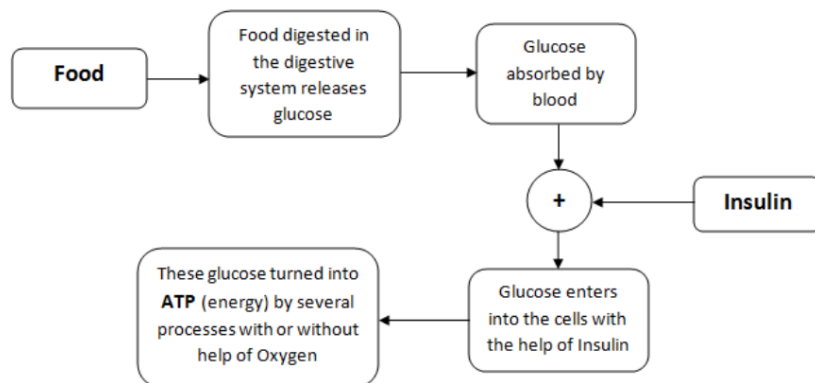 Food
Food digested in
the digestive
system releases
glucose
Glucose
absorbed by
blood
+
Insulin
Glucose enters
into the cells with
the help of Insulin
These glucose turned into
ATP (energy) by several
processes with or without
help of Oxygen